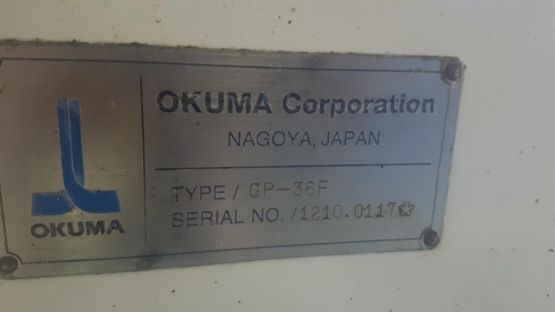 OKUMA Corporation
NAGOYA, JAPAN
TYPE / GP-36F
SERIAL NO. /1210.0117☆
OKUMA